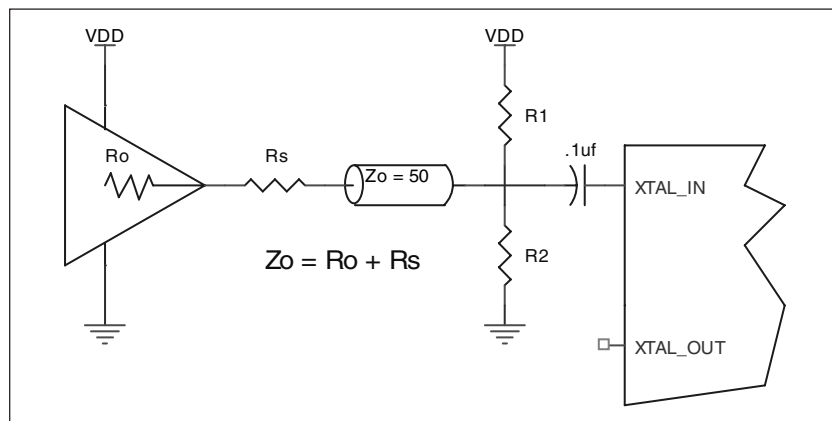 VDD
VDD
R1
Ro
Rs
Zo = 50
.1uf
XTAL_IN
Zo = Ro + Rs
R2
XTAL_OUT